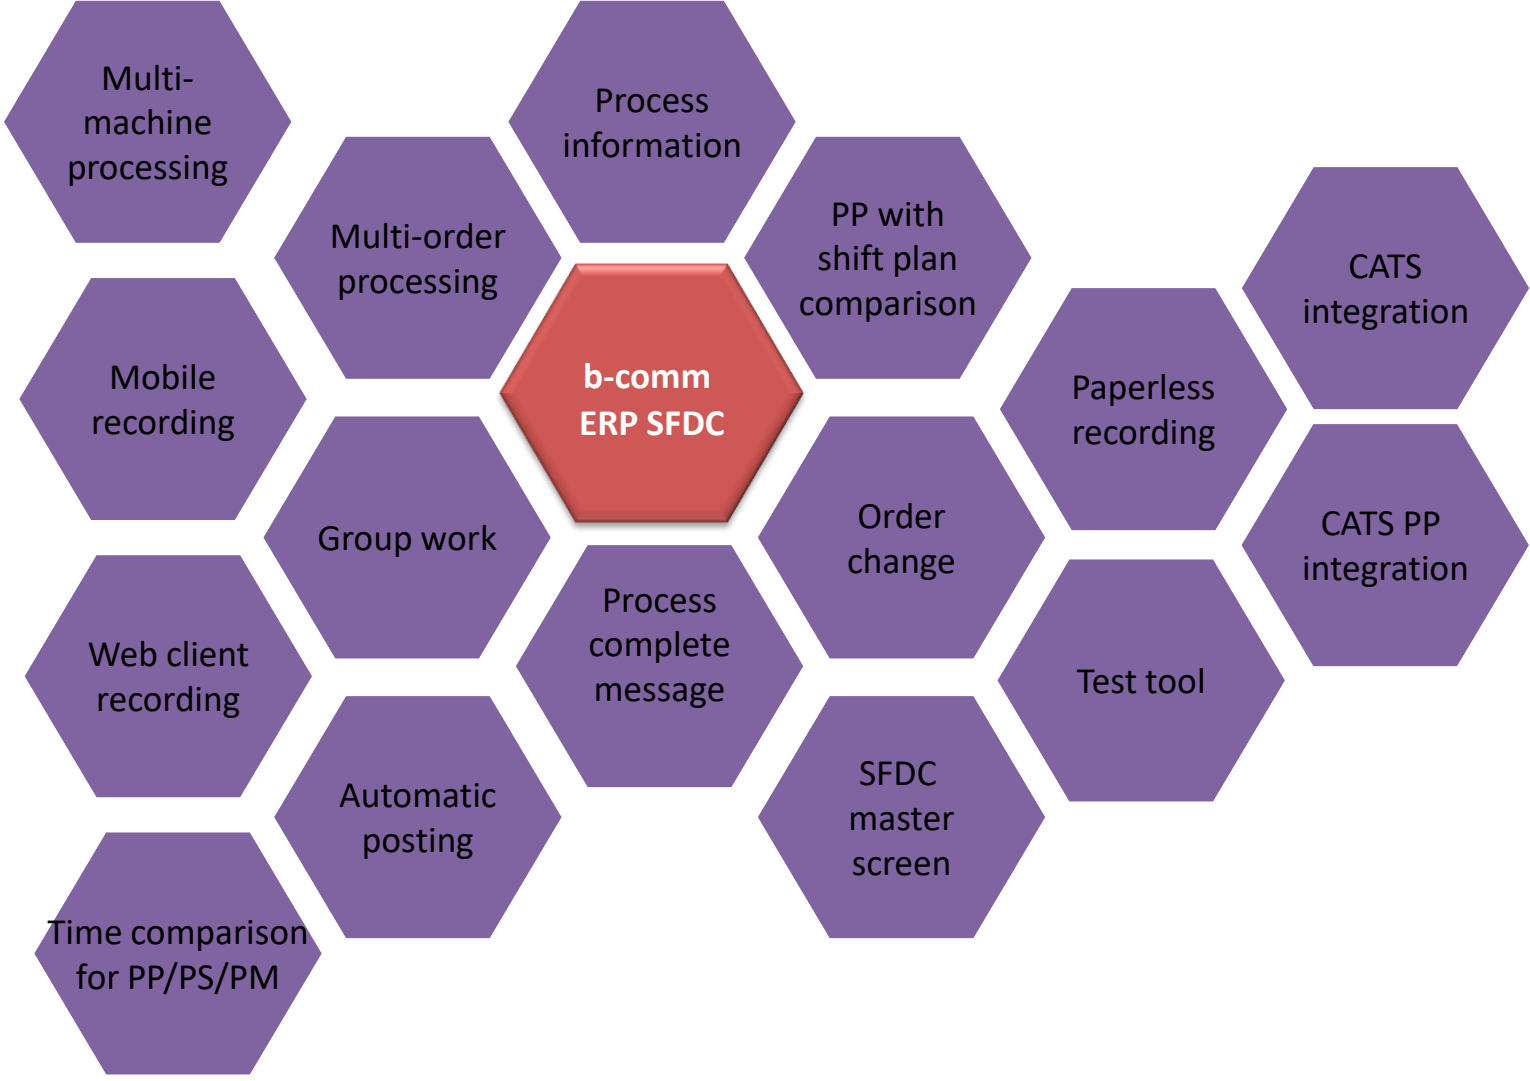 Multi-
machine
processing
Process
information
Multi-order
processing
PP with
shift plan
comparison
CATS
integration
Mobile
recording
b-comm
ERP SFDC
Paperless
recording
Group work
Order
change
CATS PP
integration
Web client
recording
Process
complete
message
Test tool
Automatic
posting
SFDC
master
screen
Time comparison
for PP/PS/PM